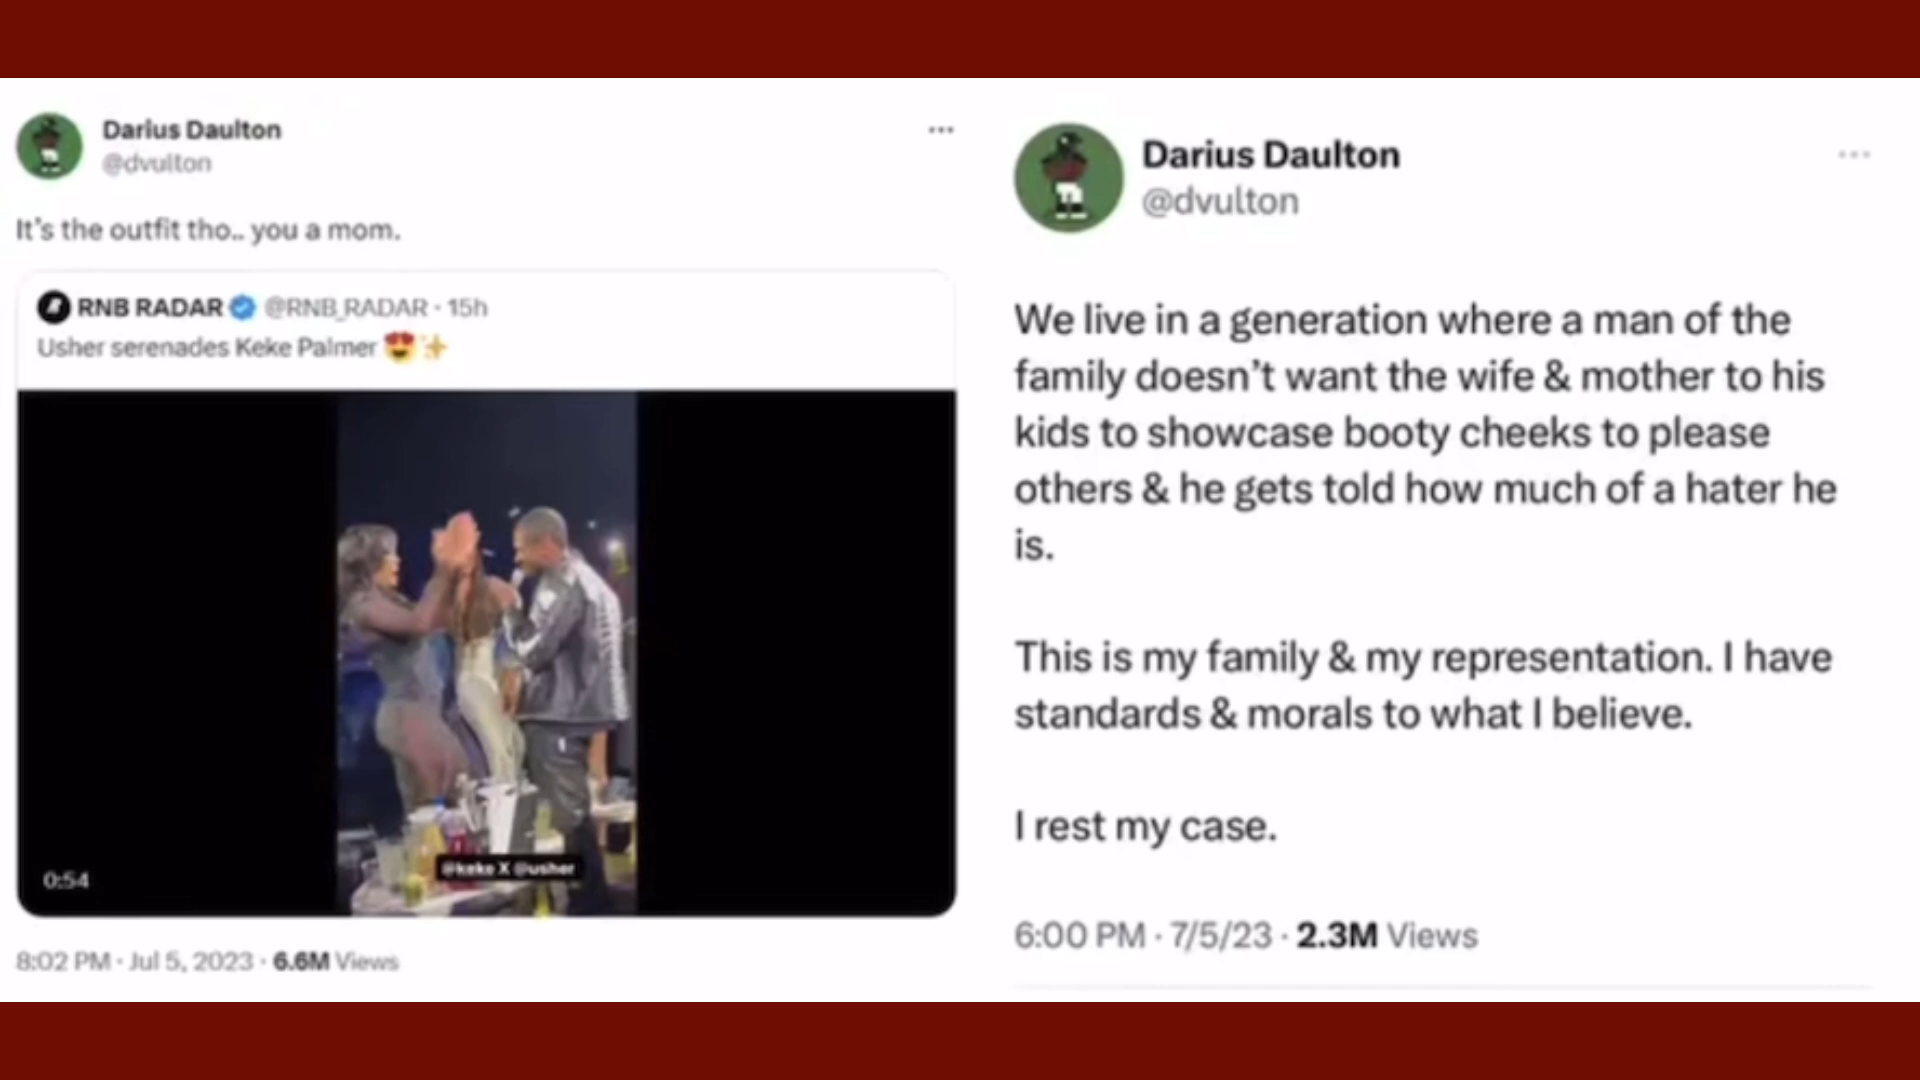 Darius Daulton
@dvulton
It's the outfit tho.. you a mom.
RNB RADAR @RNB_RADAR · 15h
Usher serenades Keke Palmer 😍✨
@keke X @usher
0:54
8:02 PM · Jul 5, 2023 · 6.6M Views
Darius Daulton
@dvulton
We live in a generation where a man of the
family doesn't want the wife & mother to his
kids to showcase booty cheeks to please
others & he gets told how much of a hater he
is.
This is my family & my representation. I have
standards & morals to what I believe.
I rest my case.
6:00 PM · 7/5/23 · 2.3M Views